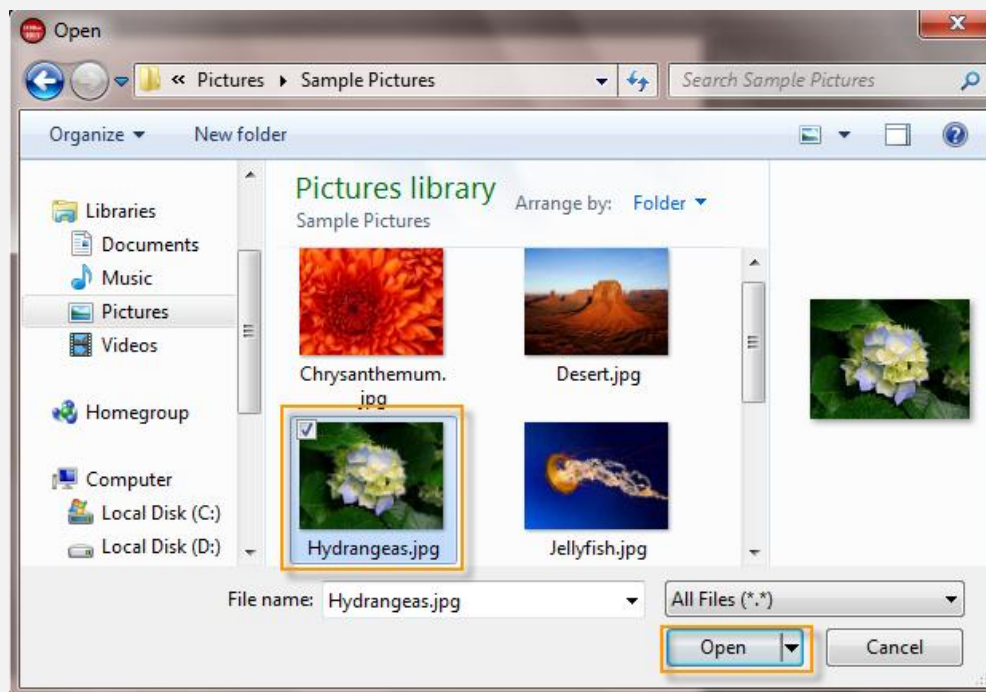 Open
« Pictures ▸ Sample Pictures
Search Sample Pictures
Organize
New folder
Libraries
Documents
Music
Pictures
Videos
Homegroup
Computer
Local Disk (C:)
Local Disk (D:)
Pictures library
Sample Pictures
Arrange by: Folder
Chrysanthemum.
jpg
Desert.jpg
Hydrangeas.jpg
Jellyfish.jpg
File name: Hydrangeas.jpg
All Files (*.*)
Open
Cancel